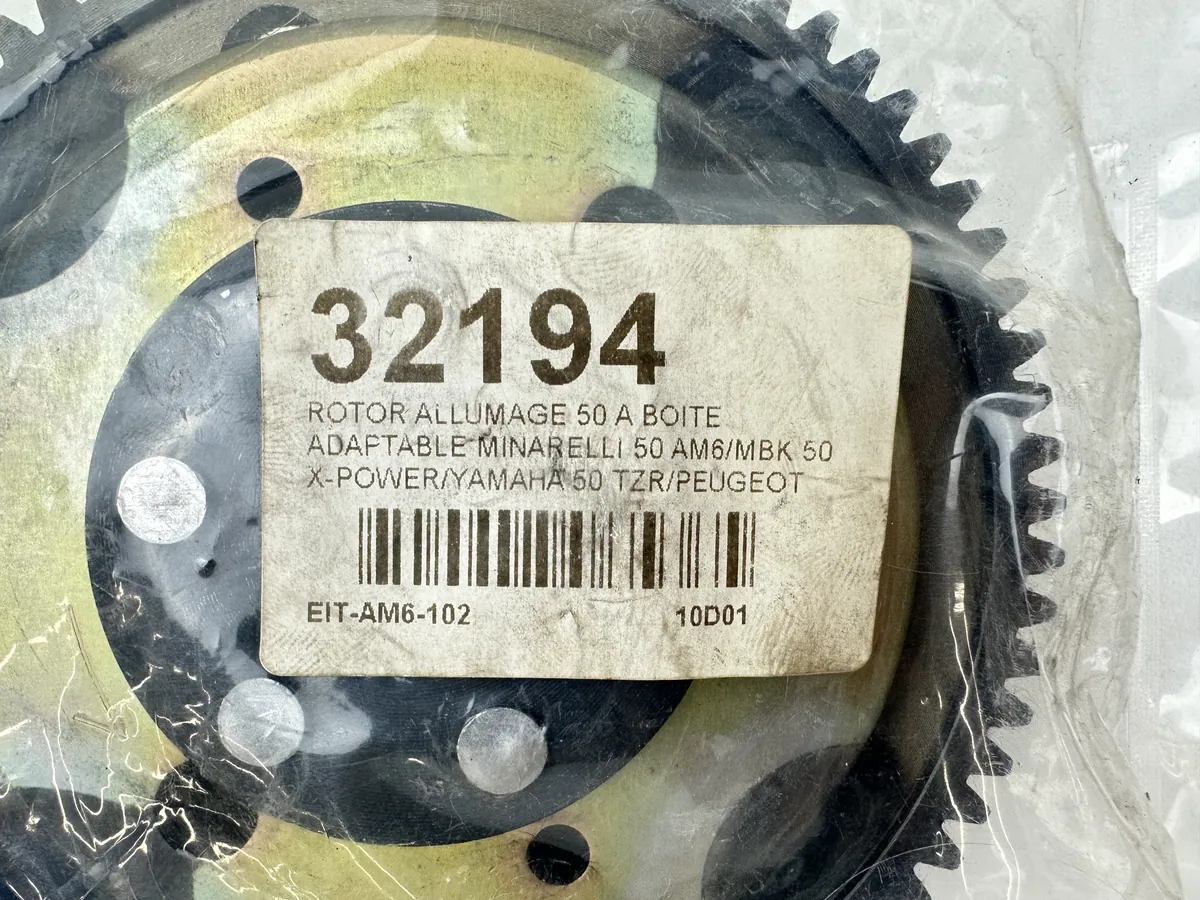 32194
ROTOR ALLUMAGE 50 A BOITE
ADAPTABLE MINARELLI 50 AM6/MBK 50
X-POWER/YAMAHA 50 TZR/PEUGEOT
EIT-AM6-102 10D01